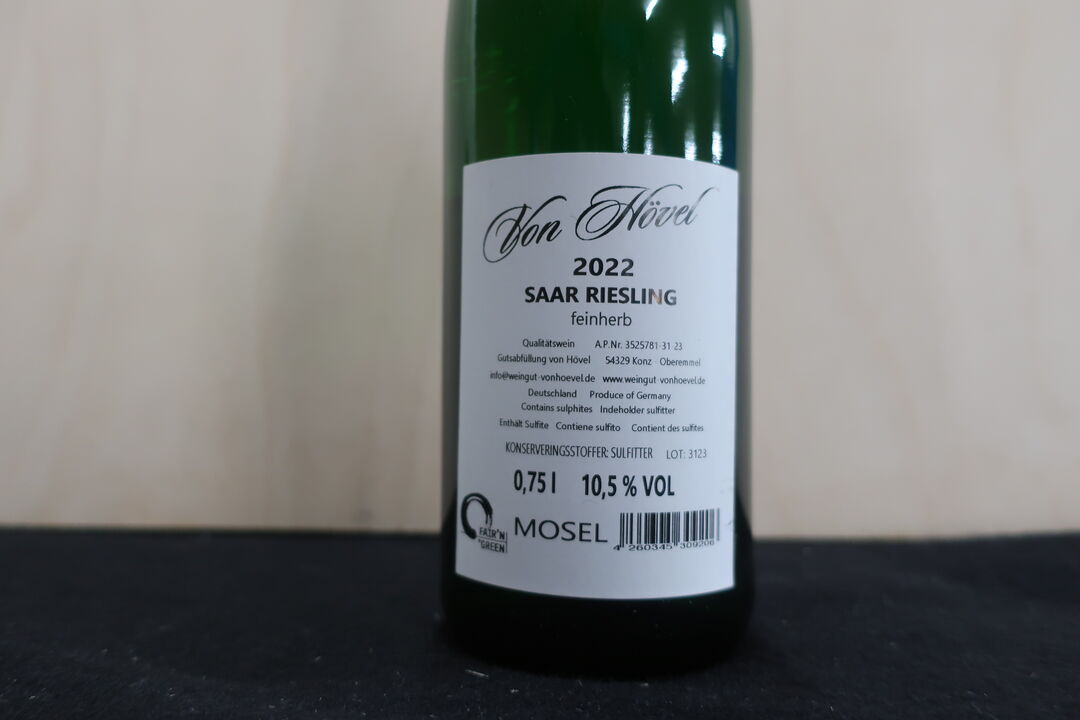 Von Hövel
2022
SAAR RIESLING
feinherb
Qualitätswein A.P.Nr. 3525781-31-23
Gutsabfüllung von Hövel 54329 Konz Oberemmel
info@weingut-vonhoevel.de www.weingut-vonhoevel.de
Deutschland Produce of Germany
Contains sulphites Indeholder sulfitter
Enthält Sulfite Contiene sulfito Contient des sulfites
KONSERVERINGSSTOFFER: SULFITTER LOT: 3123
0,75 l 10,5 % VOL
FAIR'N
GREEN
MOSEL
4 260345 309206